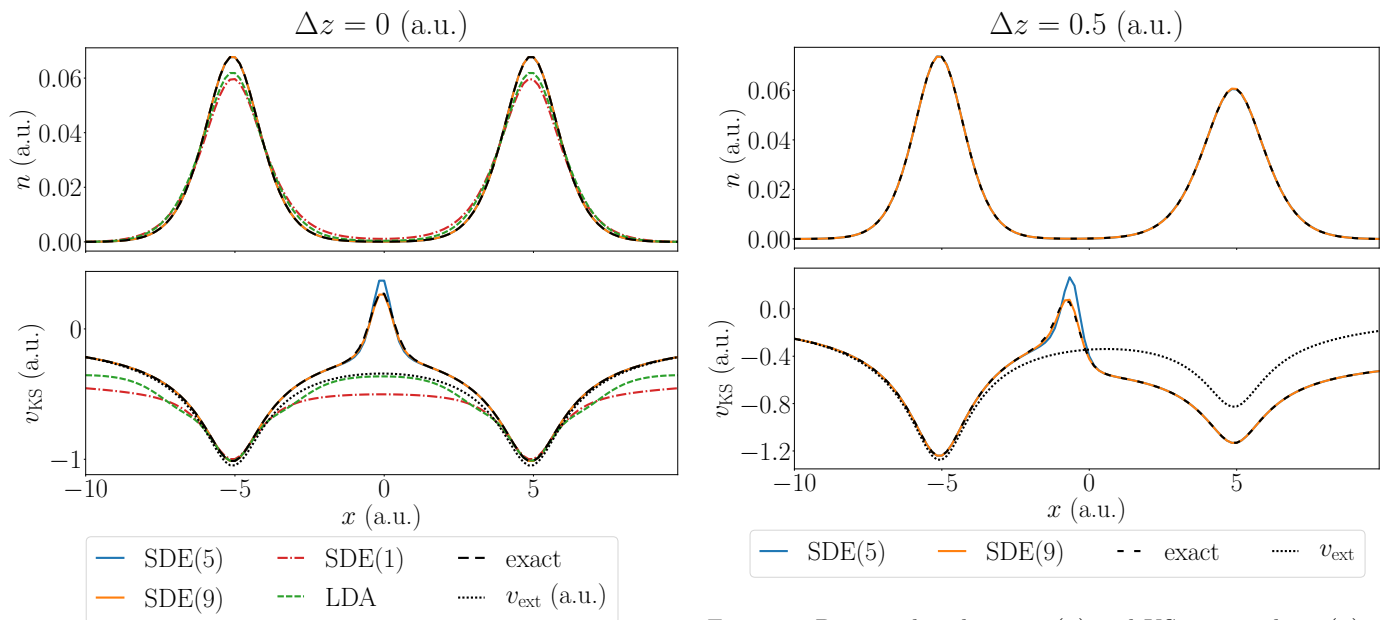 Δz = 0 (a.u.)
n (a.u.)
0.06
0.04
0.02
0.00
v_KS (a.u.)
0
−1
−10
−5
0
5
x (a.u.)
SDE(5)
SDE(1)
exact
SDE(9)
LDA
v_ext (a.u.)
Δz = 0.5 (a.u.)
n (a.u.)
0.06
0.04
0.02
0.00
v_KS (a.u.)
0.0
−0.4
−0.8
−1.2
−10
−5
0
5
x (a.u.)
SDE(5)
SDE(9)
exact
v_ext